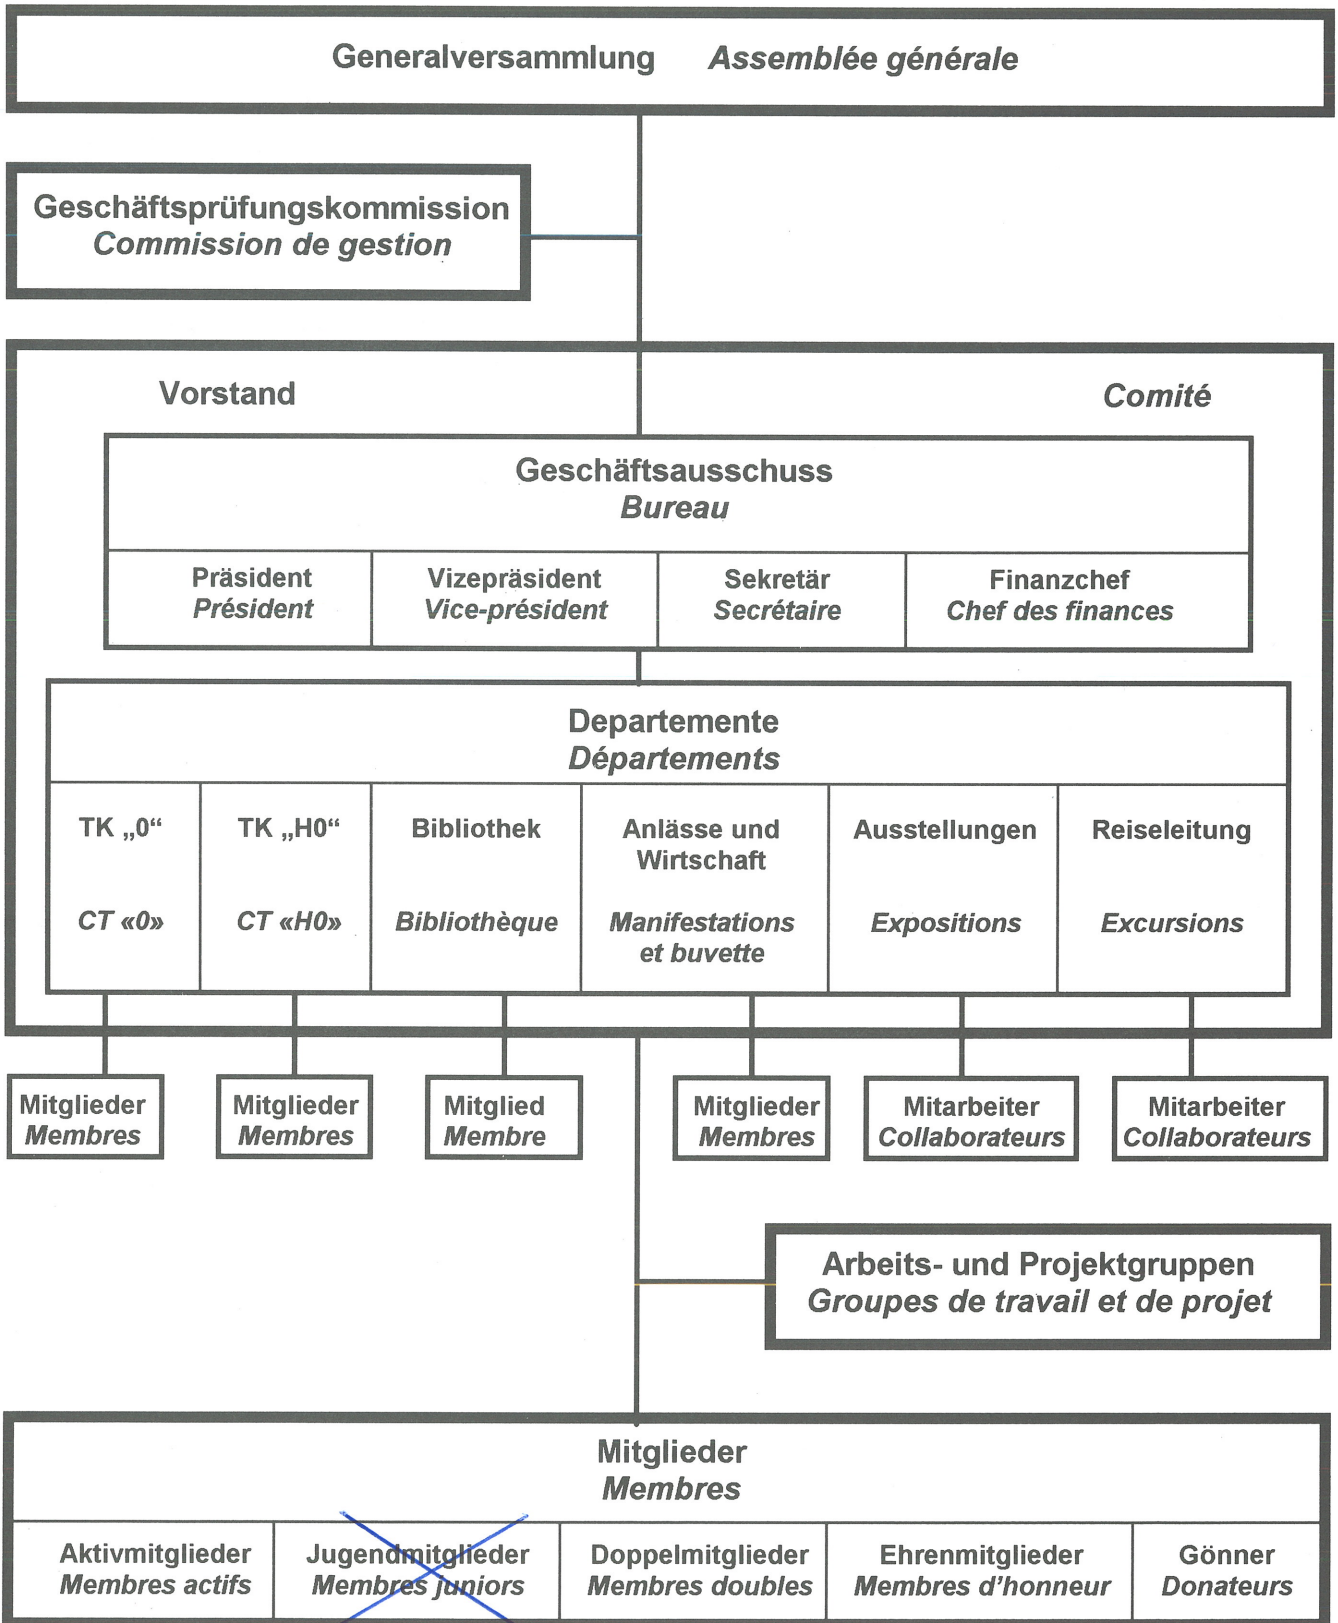 Generalversammlung Assemblée générale
Geschäftsprüfungskommission
Commission de gestion
Vorstand
Comité
Geschäftsausschuss
Bureau
Präsident
Président
Vizepräsident
Vice-président
Sekretär
Secrétaire
Finanzchef
Chef des finances
Departemente
Départements
TK „0“
CT «0»
TK „H0“
CT «H0»
Bibliothek
Bibliothèque
Anlässe und
Wirtschaft
Manifestations
et buvette
Ausstellungen
Expositions
Reiseleitung
Excursions
Mitglieder
Membres
Mitglieder
Membres
Mitglied
Membre
Mitglieder
Membres
Mitarbeiter
Collaborateurs
Mitarbeiter
Collaborateurs
Arbeits- und Projektgruppen
Groupes de travail et de projet
Mitglieder
Membres
Aktivmitglieder
Membres actifs
Jugendmitglieder
Membres juniors
Doppelmitglieder
Membres doubles
Ehrenmitglieder
Membres d’honneur
Gönner
Donateurs